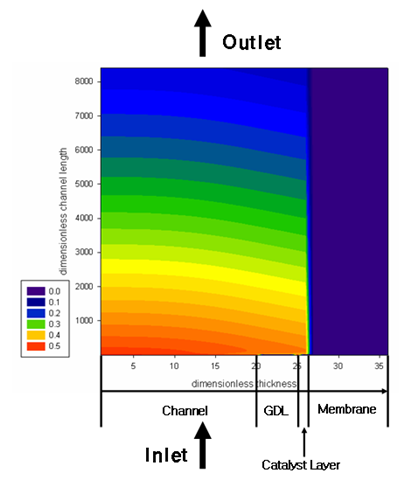 Outlet
8000
7000
6000
5000
4000
3000
2000
1000
dimensionless channel length
0.0
0.1
0.2
0.3
0.4
0.5
5 10 15 20 25 30 35
dimensionless thickness
Channel GDL Membrane
Inlet
Catalyst Layer